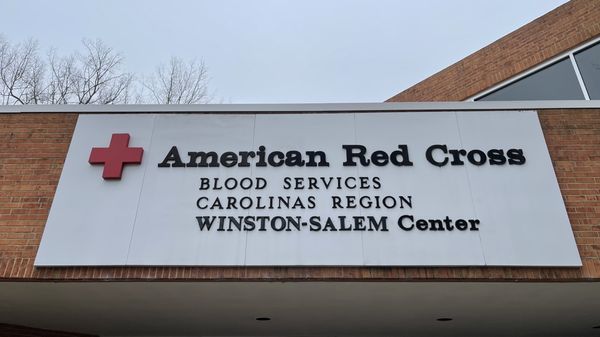 American Red Cross
BLOOD SERVICES
CAROLINAS REGION
WINSTON-SALEM Center